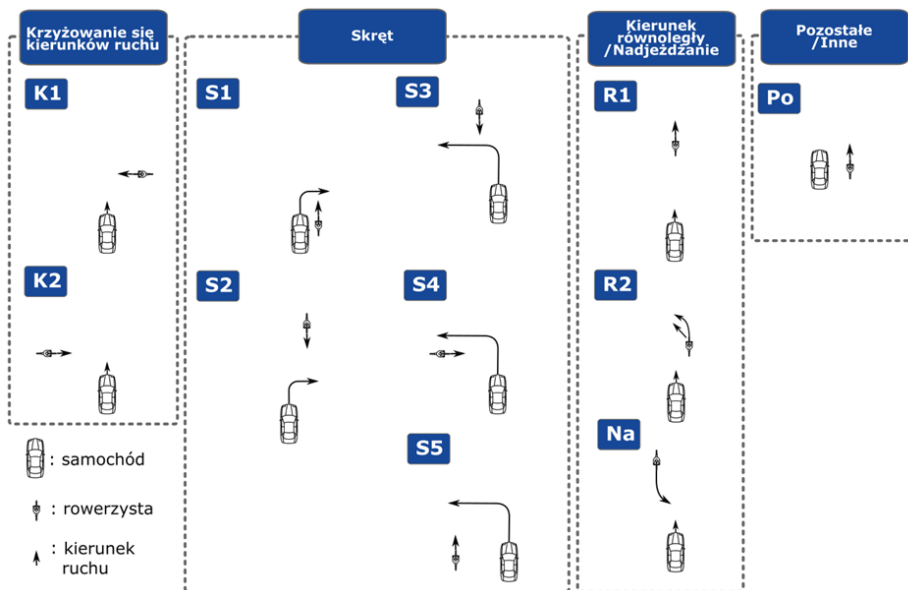 Krzyżowanie się
kierunków ruchu
K1
K2
Skręt
S1
S2
S3
S4
S5
Kierunek
równoległy
/Nadjeżdżanie
R1
R2
Na
Pozostałe
/Inne
Po
: samochód
: rowerzysta
: kierunek
ruchu